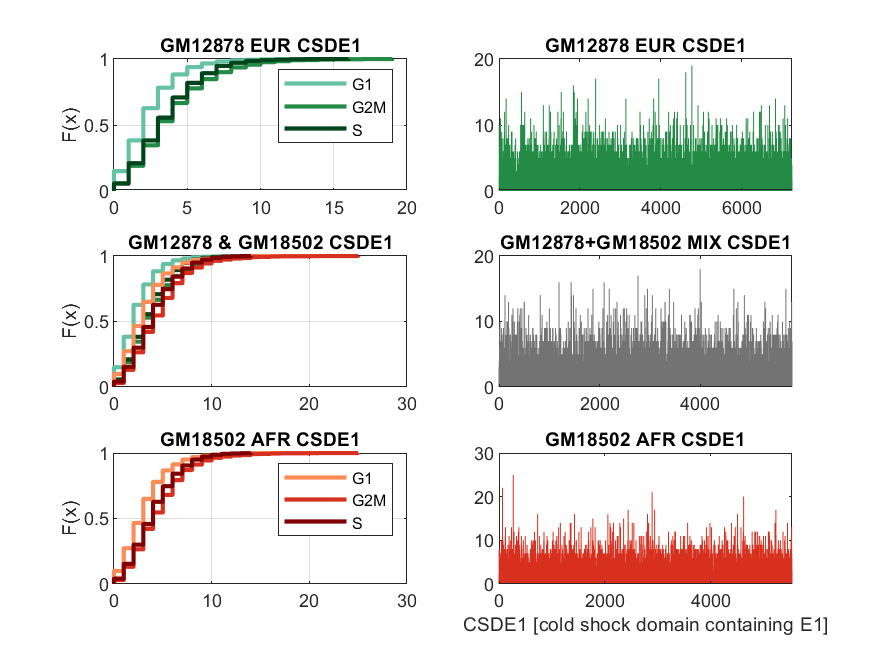 GM12878 EUR CSDE1
F(x)
1
0.5
0
0 5 10 15 20
G1
G2M
S
GM12878 EUR CSDE1
20
10
0
0 2000 4000 6000
GM12878 & GM18502 CSDE1
F(x)
1
0.5
0
0 10 20 30
GM12878+GM18502 MIX CSDE1
20
10
0
0 2000 4000
GM18502 AFR CSDE1
F(x)
1
0.5
0
0 10 20 30
G1
G2M
S
GM18502 AFR CSDE1
30
20
10
0
0 2000 4000
CSDE1 [cold shock domain containing E1]